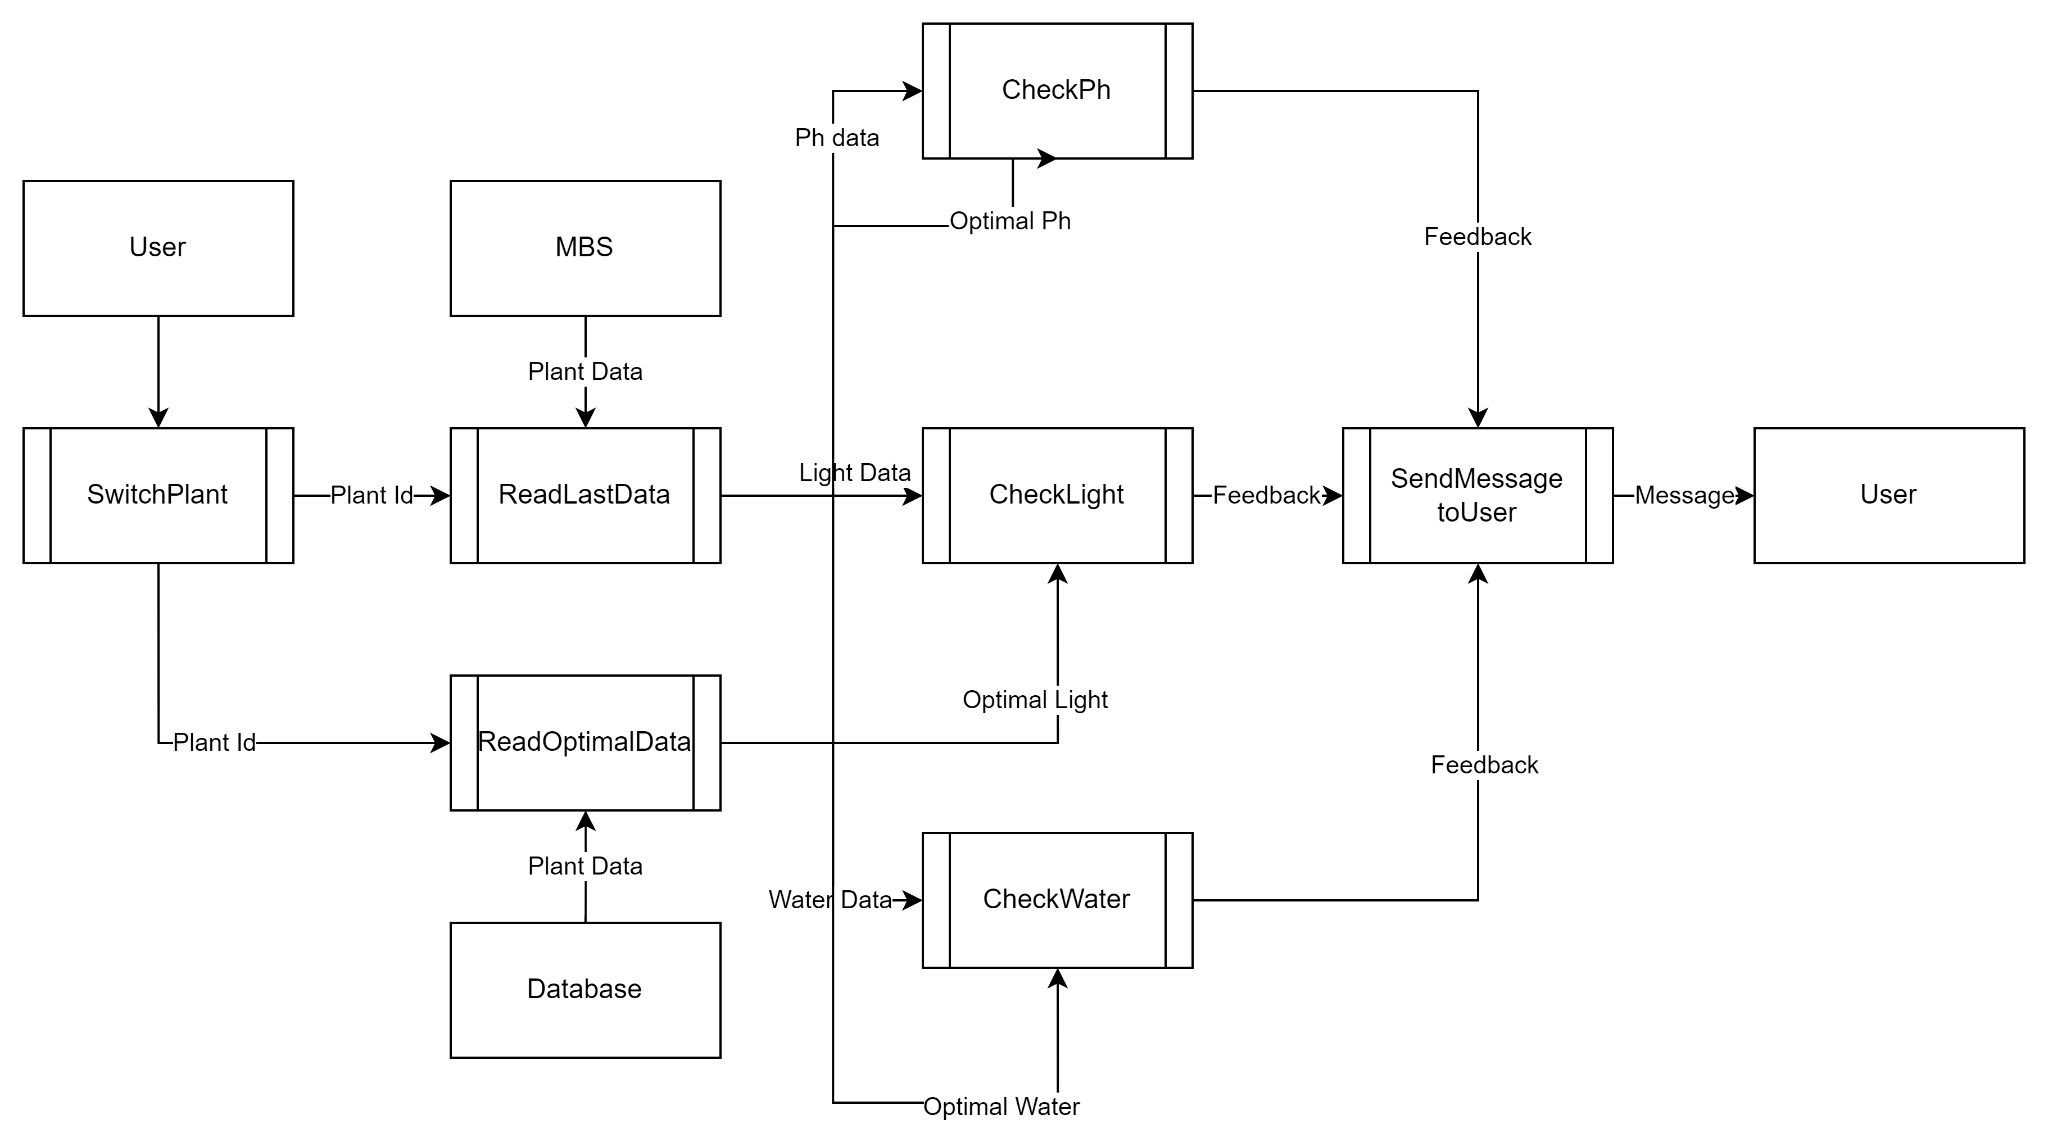 CheckPh
Ph data
Optimal Ph
User
MBS
Feedback
Plant Data
SwitchPlant
Plant Id
ReadLastData
Light Data
CheckLight
Feedback
SendMessage
toUser
Message
User
Optimal Light
Plant Id
ReadOptimalData
Feedback
Plant Data
Water Data
CheckWater
Database
Optimal Water